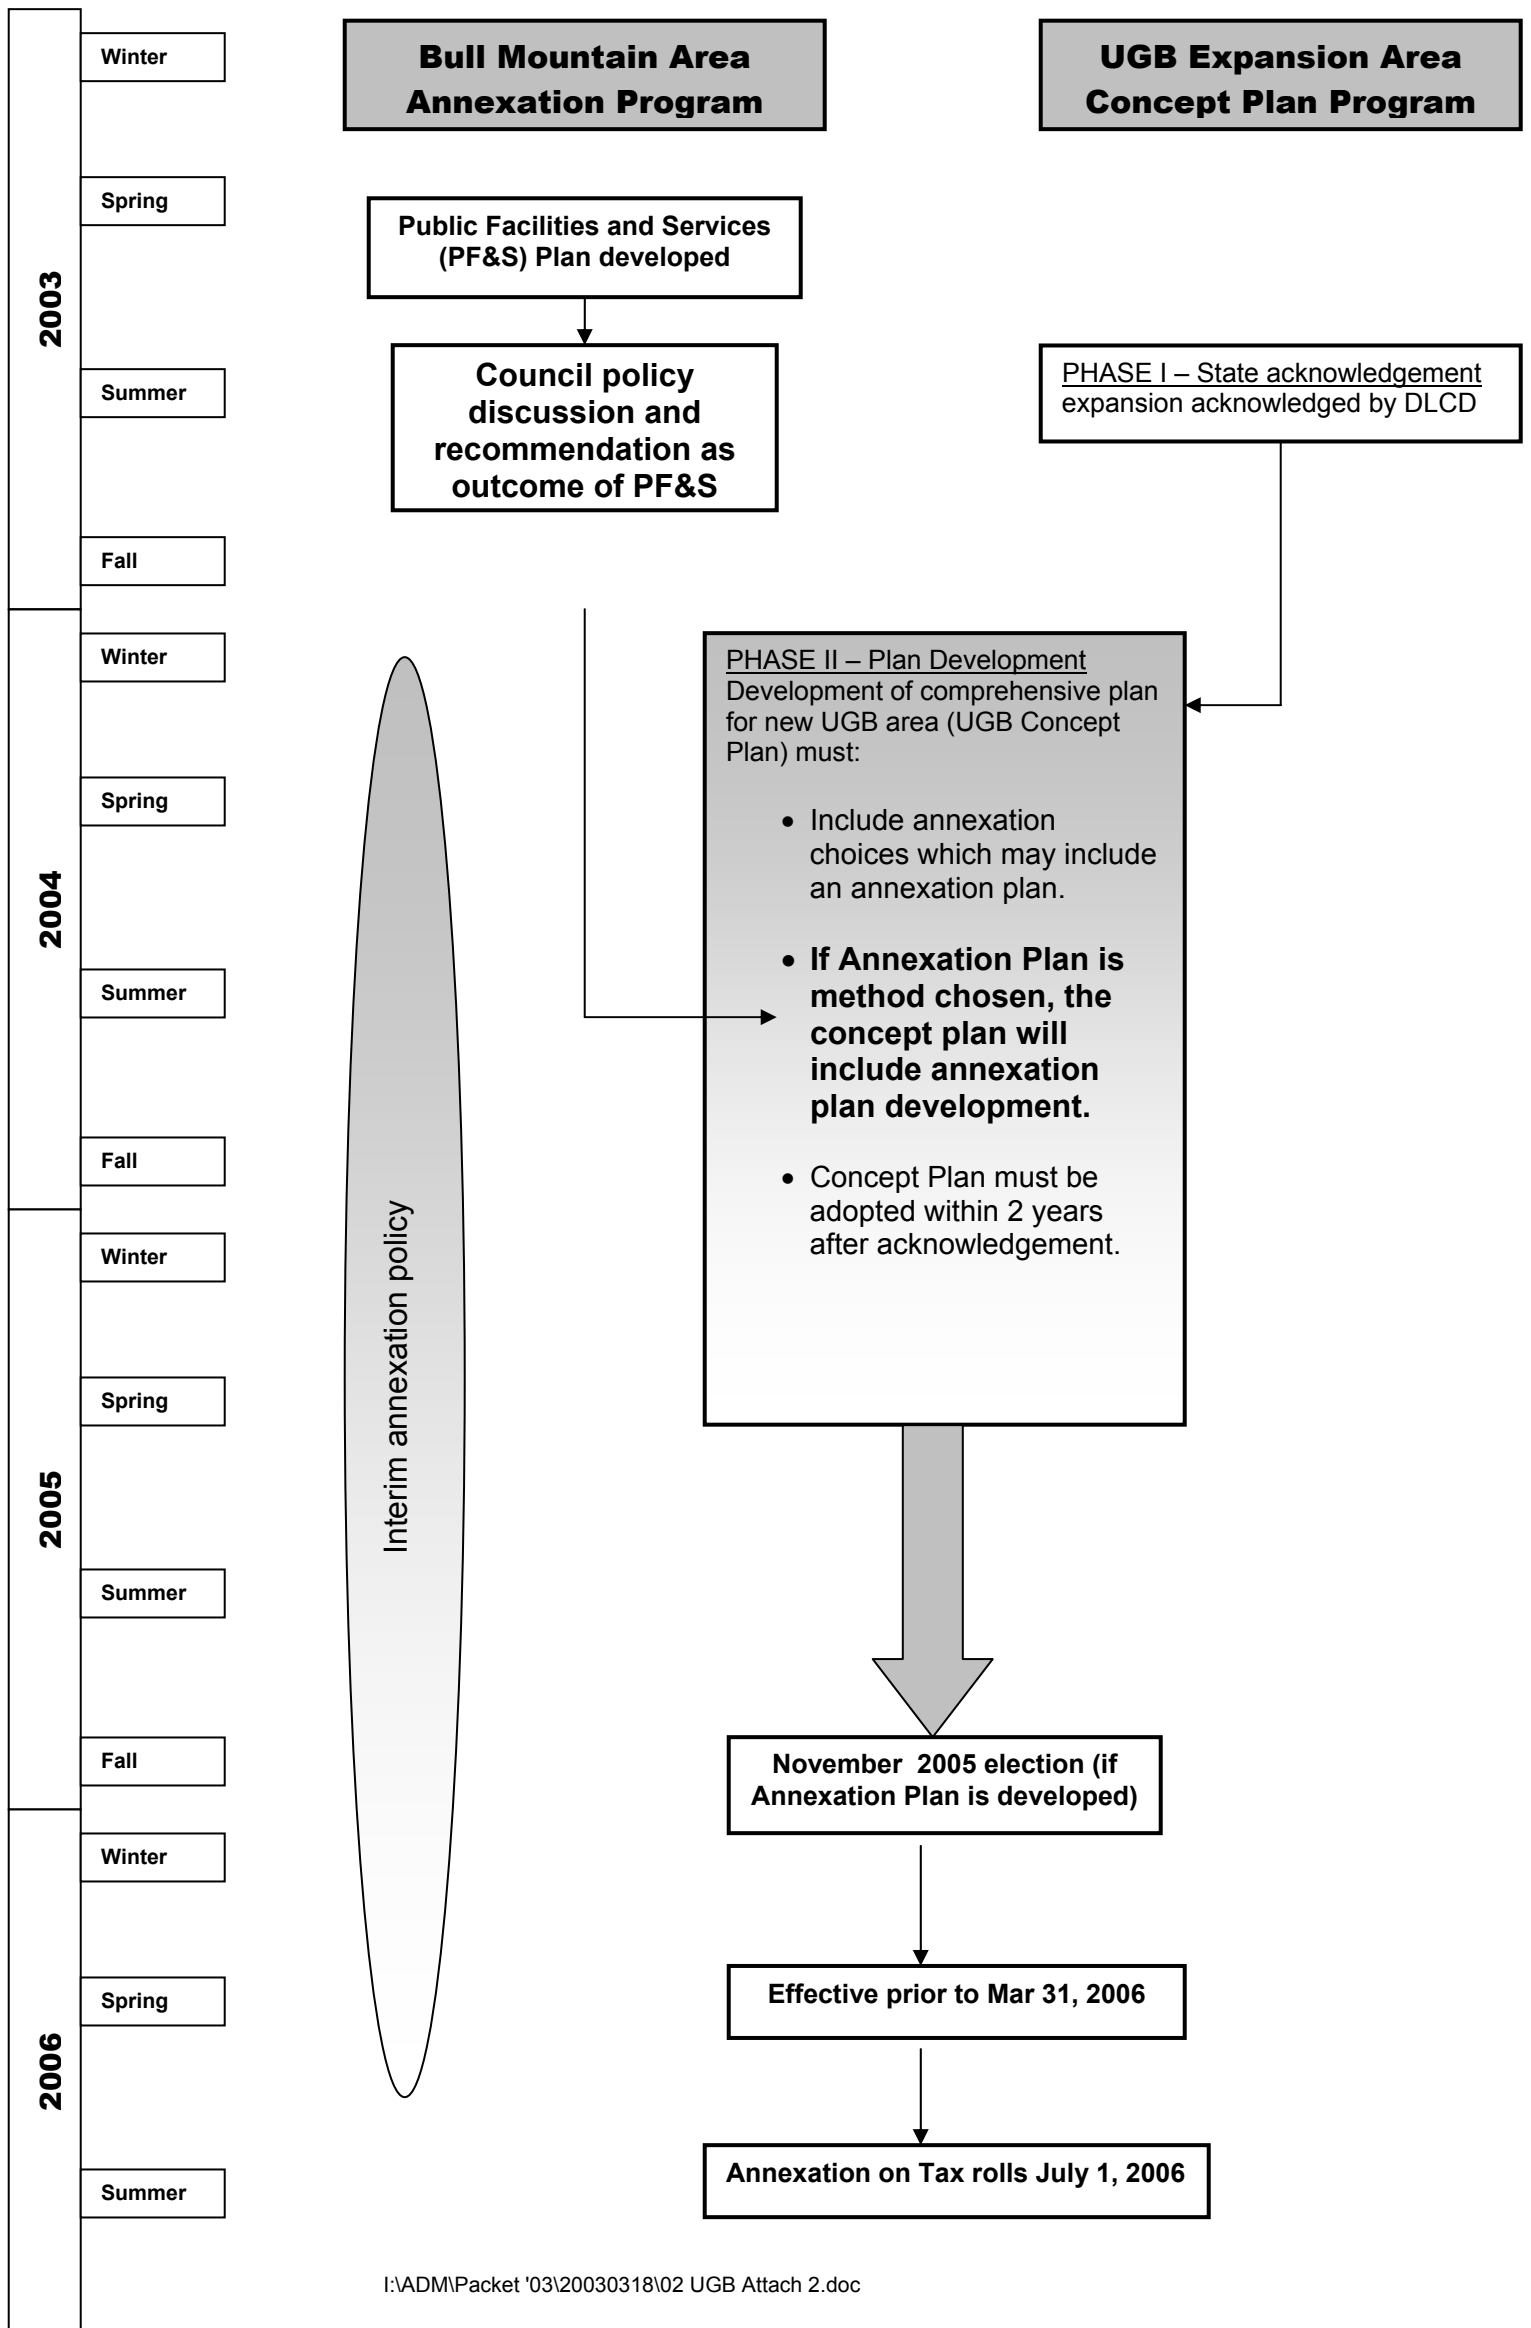 2003
Winter
Spring
Summer
Fall
2004
Winter
Spring
Summer
Fall
2005
Winter
Spring
Summer
Fall
2006
Winter
Spring
Summer
Bull Mountain Area
Annexation Program
Public Facilities and Services
(PF&S) Plan developed
Council policy
discussion and
recommendation as
outcome of PF&S
Interim annexation policy
UGB Expansion Area
Concept Plan Program
PHASE I – State acknowledgement
expansion acknowledged by DLCD
PHASE II – Plan Development
Development of comprehensive plan
for new UGB area (UGB Concept
Plan) must:
• Include annexation
choices which may include
an annexation plan.
• If Annexation Plan is
method chosen, the
concept plan will
include annexation
plan development.
• Concept Plan must be
adopted within 2 years
after acknowledgement.
November  2005 election (if
Annexation Plan is developed)
Effective prior to Mar 31, 2006
Annexation on Tax rolls July 1, 2006
I:\ADM\Packet '03\20030318\02 UGB Attach 2.doc